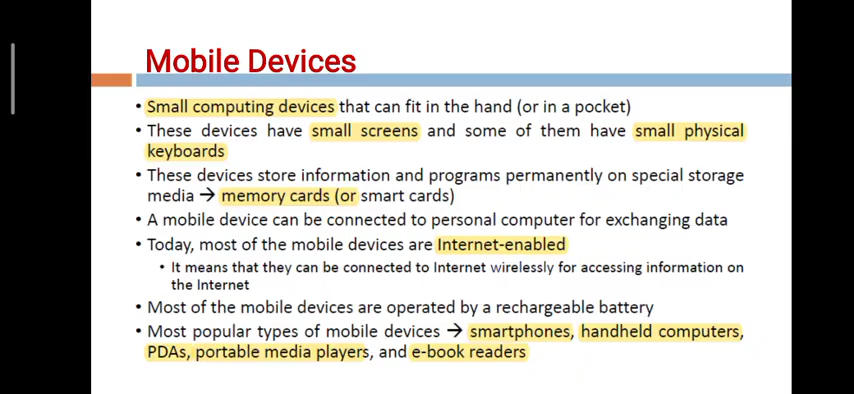 Mobile Devices
• Small computing devices that can fit in the hand (or in a pocket)
• These devices have small screens and some of them have small physical
keyboards
• These devices store information and programs permanently on special storage
media → memory cards (or smart cards)
• A mobile device can be connected to personal computer for exchanging data
• Today, most of the mobile devices are Internet-enabled
• It means that they can be connected to Internet wirelessly for accessing information on
the Internet
• Most of the mobile devices are operated by a rechargeable battery
• Most popular types of mobile devices → smartphones, handheld computers,
PDAs, portable media players, and e-book readers